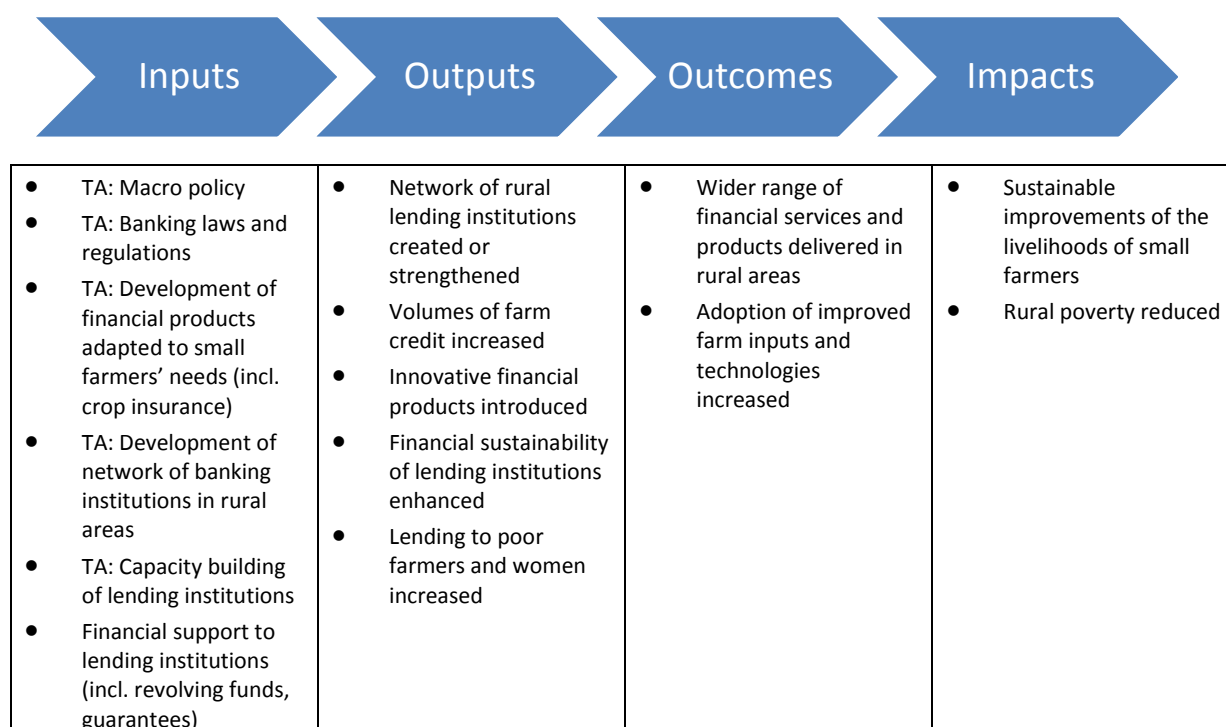 Inputs
Outputs
Outcomes
Impacts
• TA: Macro policy
• TA: Banking laws and
regulations
• TA: Development of
financial products
adapted to small
farmers’ needs (incl.
crop insurance)
• TA: Development of
network of banking
institutions in rural
areas
• TA: Capacity building
of lending institutions
• Financial support to
lending institutions
(incl. revolving funds,
guarantees)
• Network of rural
lending institutions
created or
strengthened
• Volumes of farm
credit increased
• Innovative financial
products introduced
• Financial sustainability
of lending institutions
enhanced
• Lending to poor
farmers and women
increased
• Wider range of
financial services and
products delivered in
rural areas
• Adoption of improved
farm inputs and
technologies
increased
• Sustainable
improvements of the
livelihoods of small
farmers
• Rural poverty reduced